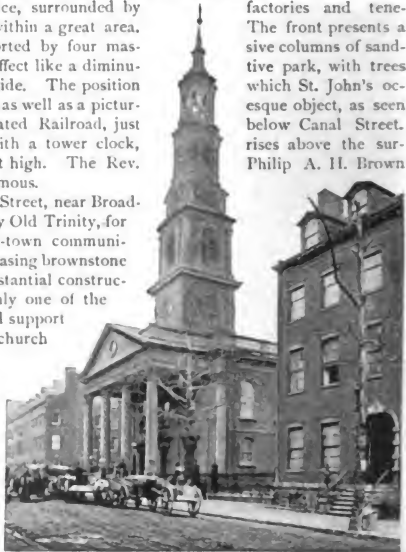 ce, surrounded by factories and tene-
within a great area. The front presents a
orted by four mas- sive columns of sand-
ffect like a diminu- tive park, with trees
ide. The position which St. John's oc-
as well as a pictur- esque object, as seen
ated Railroad, just below Canal Street.
ith a tower clock, rises above the sur-
t high. The Rev. Philip A. H. Brown
mous.
Street, near Broad-
y Old Trinity, for
-town communi-
asing brownstone
stantial construc-
nly one of the
l support
church